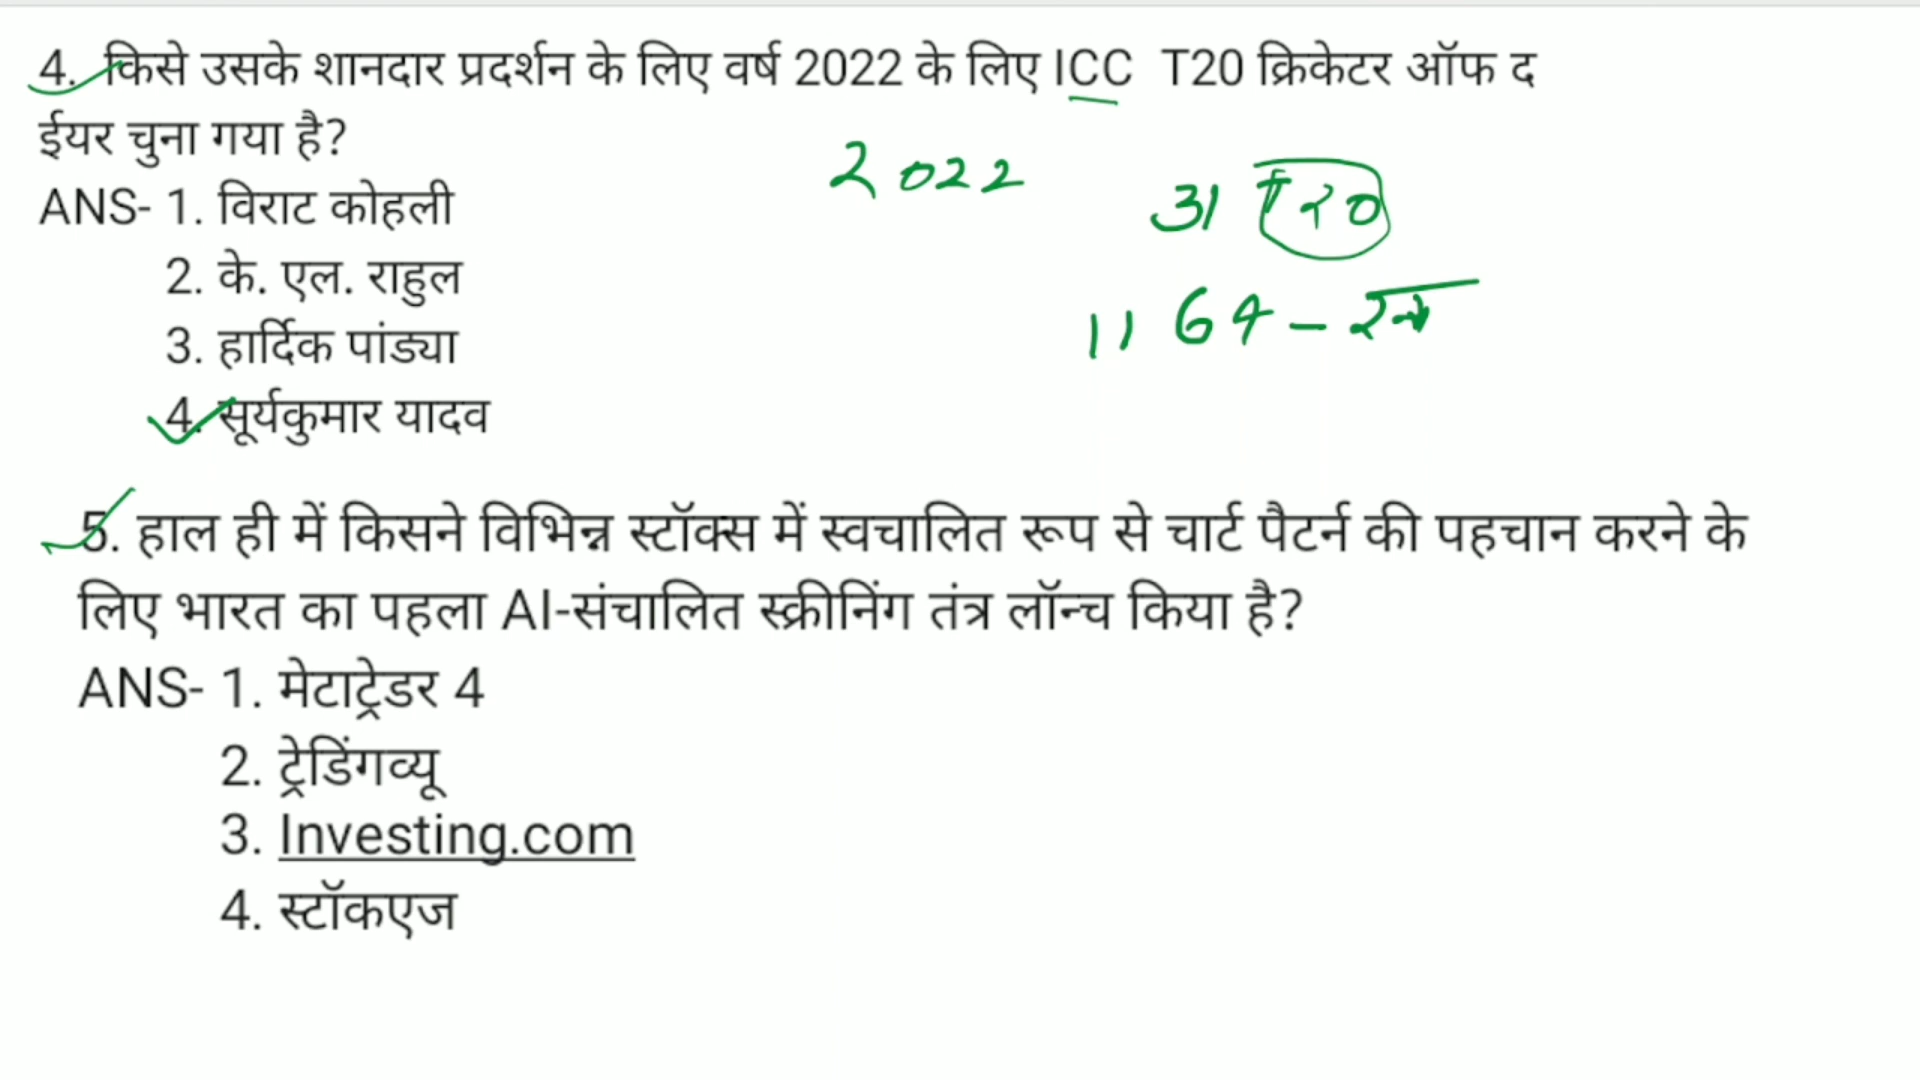 4. किसे उसके शानदार प्रदर्शन के लिए वर्ष 2022 के लिए ICC T20 क्रिकेटर ऑफ द
ईयर चुना गया है?
2022
31 T20
ANS- 1. विराट कोहली
2. के. एल. राहुल
1164 - रन
3. हार्दिक पांड्या
4. सूर्यकुमार यादव
5. हाल ही में किसने विभिन्न स्टॉक्स में स्वचालित रूप से चार्ट पैटर्न की पहचान करने के
लिए भारत का पहला AI-संचालित स्क्रीनिंग तंत्र लॉन्च किया है?
ANS- 1. मेटाट्रेडर 4
2. ट्रेडिंगव्यू
3. Investing.com
4. स्टॉकएज